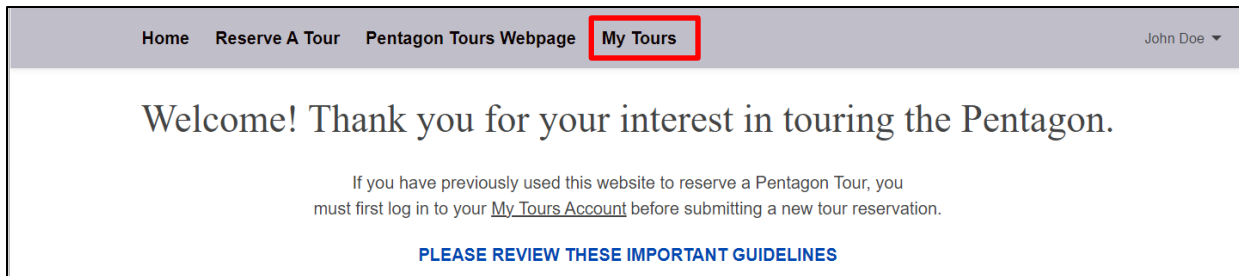 Home Reserve A Tour Pentagon Tours Webpage My Tours John Doe
Welcome! Thank you for your interest in touring the Pentagon.
If you have previously used this website to reserve a Pentagon Tour, you
must first log in to your My Tours Account before submitting a new tour reservation.
PLEASE REVIEW THESE IMPORTANT GUIDELINES